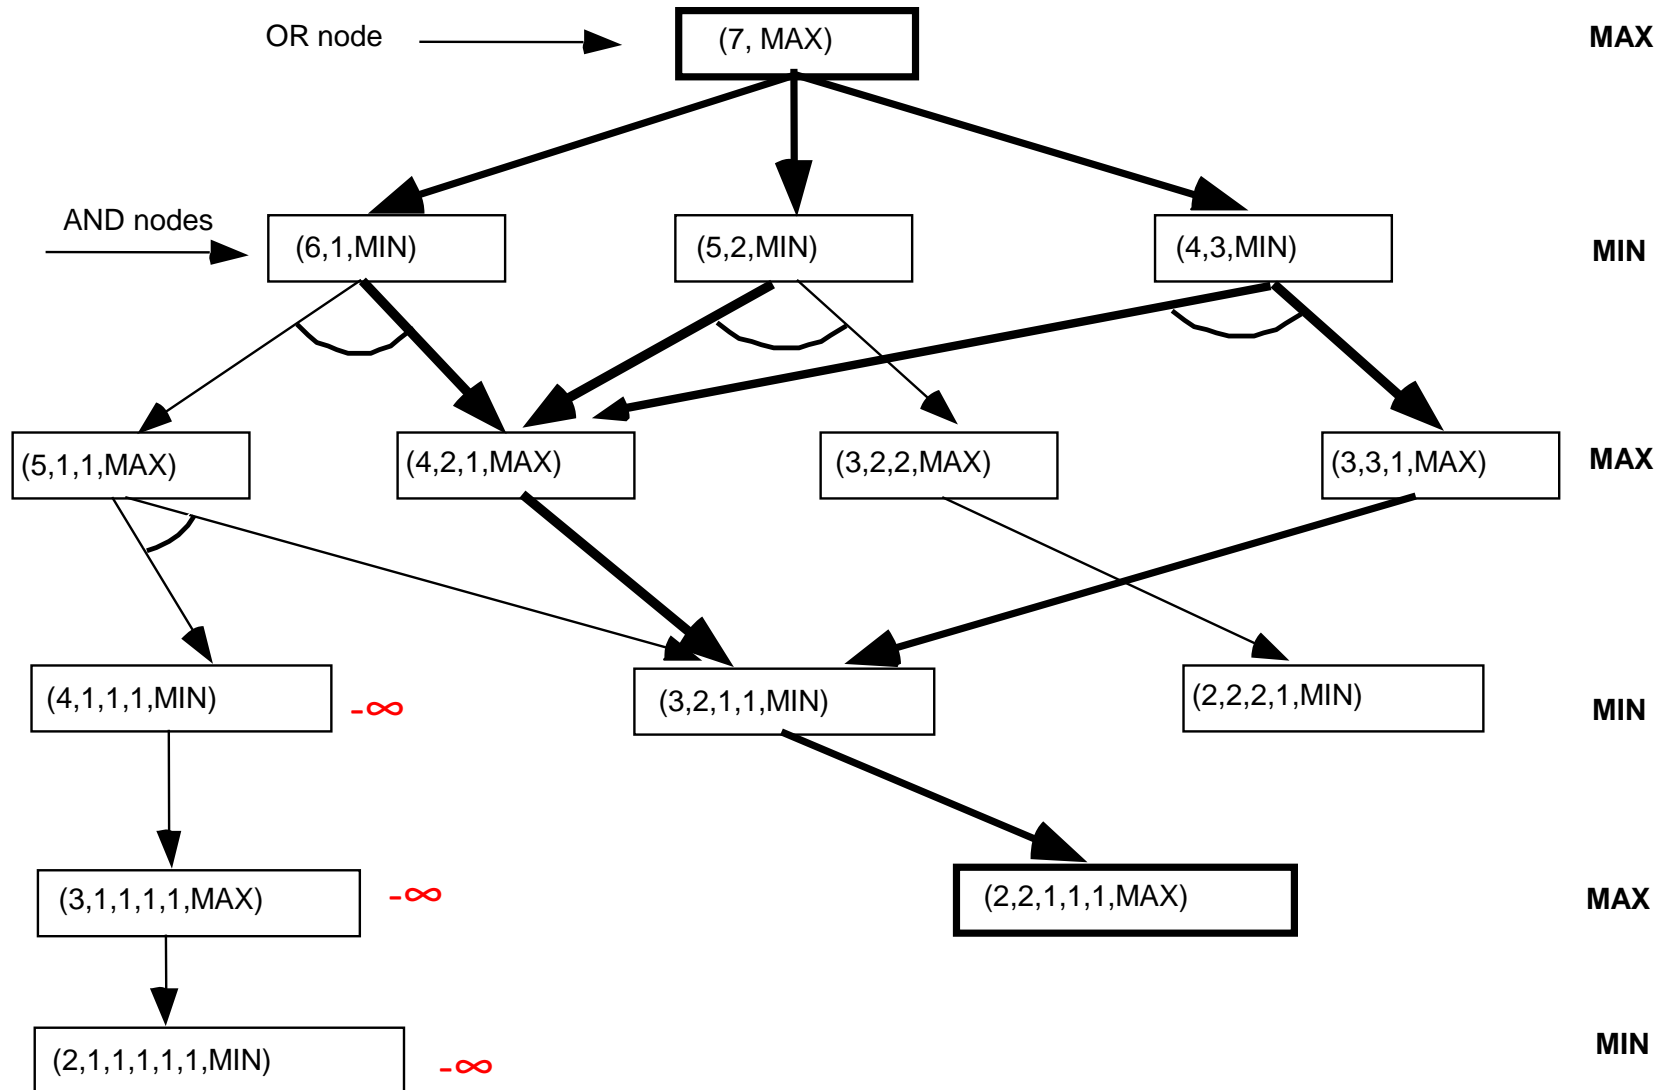 OR node
(7, MAX)
MAX
AND nodes
(6,1,MIN)
(5,2,MIN)
(4,3,MIN)
MIN
(5,1,1,MAX)
(4,2,1,MAX)
(3,2,2,MAX)
(3,3,1,MAX)
MAX
(4,1,1,1,MIN)
-∞
(3,2,1,1,MIN)
(2,2,2,1,MIN)
MIN
(3,1,1,1,1,MAX)
-∞
(2,2,1,1,1,MAX)
MAX
(2,1,1,1,1,1,MIN)
-∞
MIN